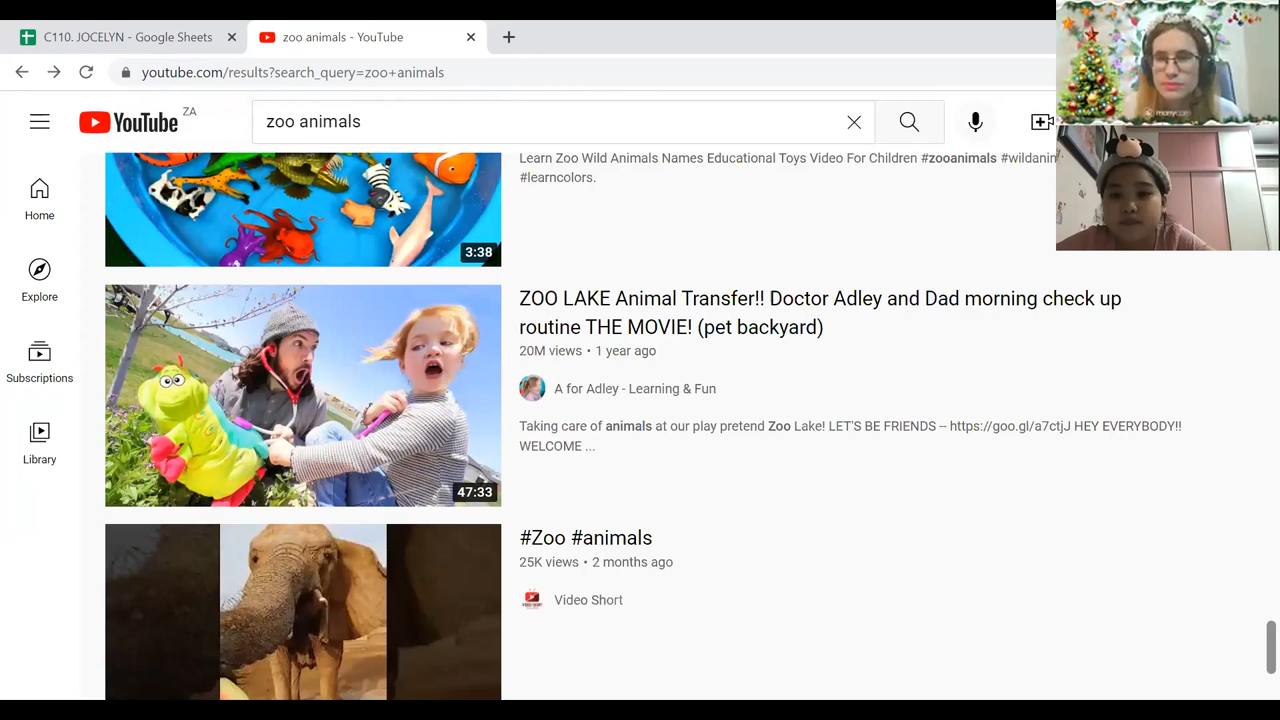 C110. JOCELYN - Google Sheets
zoo animals - YouTube
youtube.com/results?search_query=zoo+animals
YouTube ZA
zoo animals
Home
Explore
Subscriptions
Library
Learn Zoo Wild Animals Names Educational Toys Video For Children #zooanimals #wildanin
#learncolors.
3:38
ZOO LAKE Animal Transfer!! Doctor Adley and Dad morning check up
routine THE MOVIE! (pet backyard)
20M views • 1 year ago
A for Adley - Learning & Fun
Taking care of animals at our play pretend Zoo Lake! LET'S BE FRIENDS -- https://goo.gl/a7ctjJ HEY EVERYBODY!!
WELCOME ...
47:33
#Zoo #animals
25K views • 2 months ago
Video Short